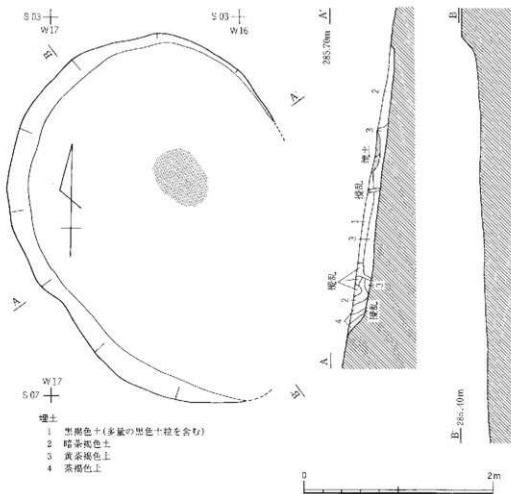 S 03
W17
S 03
W16
B
A'
A
B'
S 07
W17
埋土
1 黒褐色土(多量の黒色土粒を含む)
2 暗茶褐色土
3 黄茶褐色土
4 茶褐色土
A'
285.70m
2
3
焼土
撹乱
1
3
撹乱
2
3
撹乱
4
A
B
B'
285.40m
0
2m